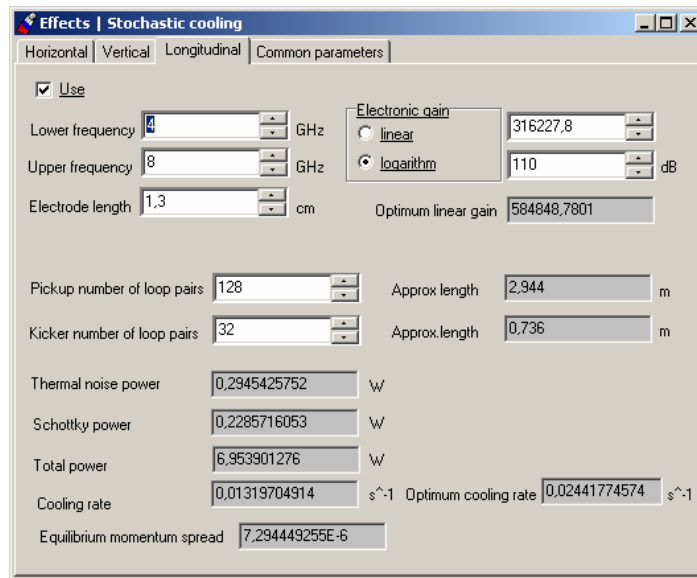 Effects | Stochastic cooling
Horizontal Vertical Longitudinal Common parameters
Use
Lower frequency 4 GHz
Electronic gain
linear 316227,8
Upper frequency 8 GHz
logarithm 110 dB
Electrode length 1,3 cm
Optimum linear gain 584848,7801
Pickup number of loop pairs 128 Approx length 2,944 m
Kicker number of loop pairs 32 Approx.length 0,736 m
Thermal noise power 0,2945425752 W
Schottky power 0,2285716053 W
Total power 6,953901276 W
Cooling rate 0,01319704914 s^-1 Optimum cooling rate 0,02441774574 s^-1
Equilibrium momentum spread 7,294449255E-6